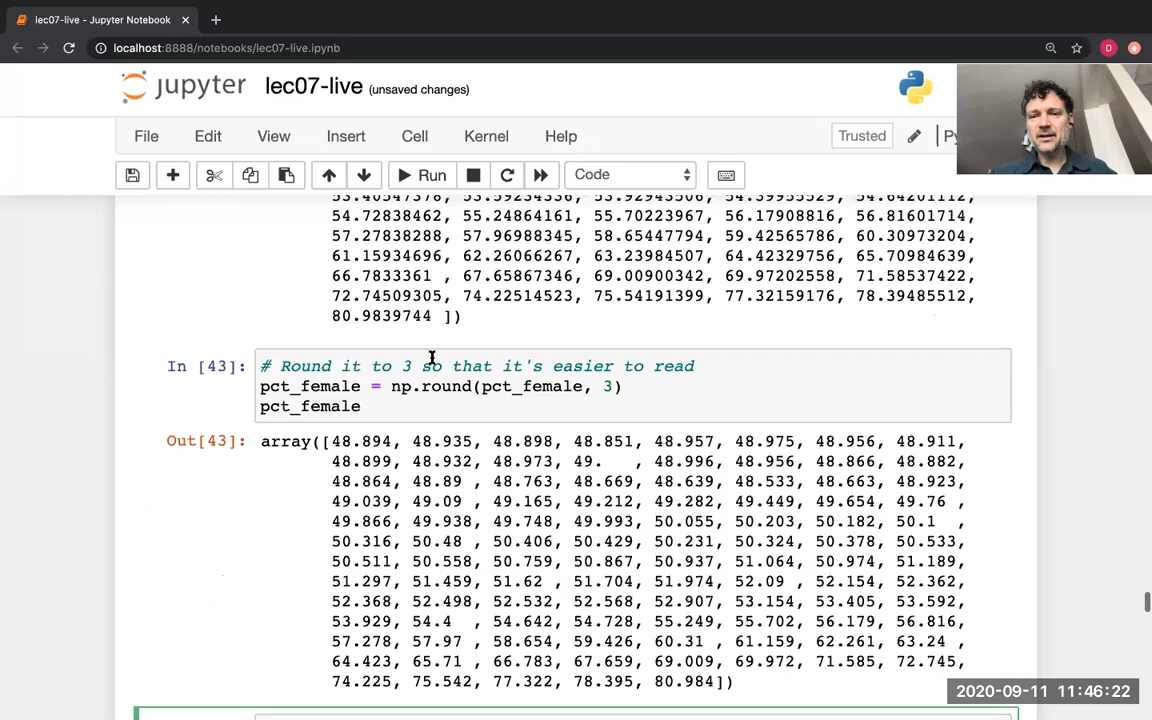 lec07-live - Jupyter Notebook
localhost:8888/notebooks/lec07-live.ipynb
D
jupyter lec07-live (unsaved changes)
File Edit View Insert Cell Kernel Help Trusted Py
Run Code
53.40547378, 53.59234336, 53.92943506, 54.39955529, 54.64201112,
54.72838462, 55.24864161, 55.70223967, 56.17908816, 56.81601714,
57.27838288, 57.96988345, 58.65447794, 59.42565786, 60.30973204,
61.15934696, 62.26066267, 63.23984507, 64.42329756, 65.70984639,
66.7833361 , 67.65867346, 69.00900342, 69.97202558, 71.58537422,
72.74509305, 74.22514523, 75.54191399, 77.32159176, 78.39485512,
80.9839744 ])
In [43]: # Round it to 3 so that it's easier to read
pct_female = np.round(pct_female, 3)
pct_female
Out[43]: array([48.894, 48.935, 48.898, 48.851, 48.957, 48.975, 48.956, 48.911,
48.899, 48.932, 48.973, 49. , 48.996, 48.956, 48.866, 48.882,
48.864, 48.89 , 48.763, 48.669, 48.639, 48.533, 48.663, 48.923,
49.039, 49.09 , 49.165, 49.212, 49.282, 49.449, 49.654, 49.76 ,
49.866, 49.938, 49.748, 49.993, 50.055, 50.203, 50.182, 50.1 ,
50.316, 50.48 , 50.406, 50.429, 50.231, 50.324, 50.378, 50.533,
50.511, 50.558, 50.759, 50.867, 50.937, 51.064, 50.974, 51.189,
51.297, 51.459, 51.62 , 51.704, 51.974, 52.09 , 52.154, 52.362,
52.368, 52.498, 52.532, 52.568, 52.907, 53.154, 53.405, 53.592,
53.929, 54.4 , 54.642, 54.728, 55.249, 55.702, 56.179, 56.816,
57.278, 57.97 , 58.654, 59.426, 60.31 , 61.159, 62.261, 63.24 ,
64.423, 65.71 , 66.783, 67.659, 69.009, 69.972, 71.585, 72.745,
74.225, 75.542, 77.322, 78.395, 80.984])
2020-09-11 11:46:22